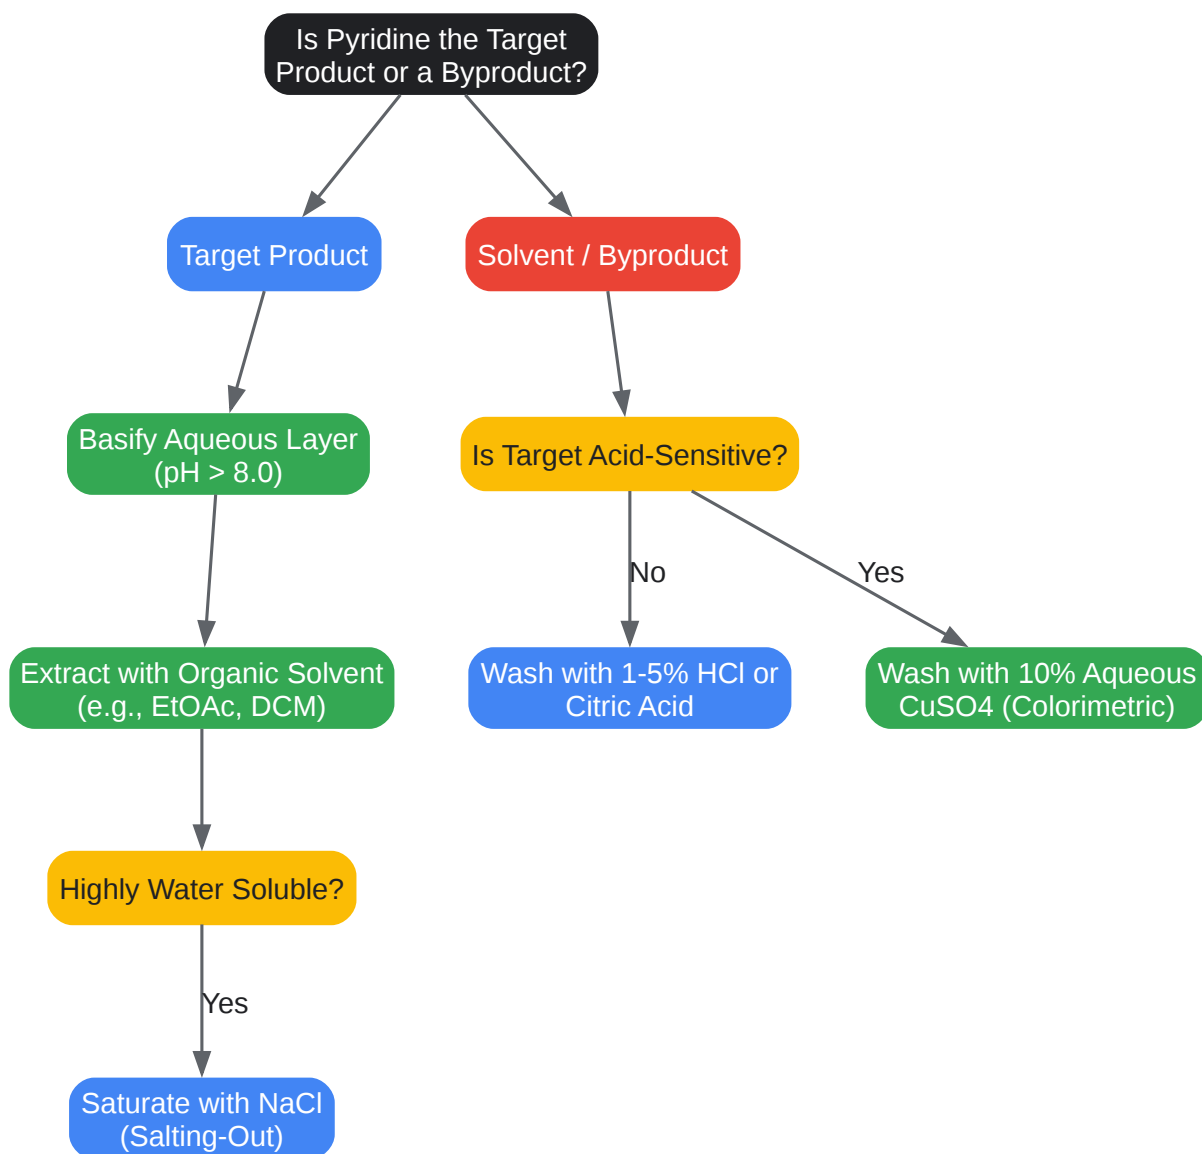 Is Pyridine the Target
Product or a Byproduct?
Target Product
Solvent / Byproduct
Basify Aqueous Layer
(pH > 8.0)
Is Target Acid-Sensitive?
No
Yes
Extract with Organic Solvent
(e.g., EtOAc, DCM)
Wash with 1-5% HCl or
Citric Acid
Wash with 10% Aqueous
CuSO4 (Colorimetric)
Highly Water Soluble?
Yes
Saturate with NaCl
(Salting-Out)